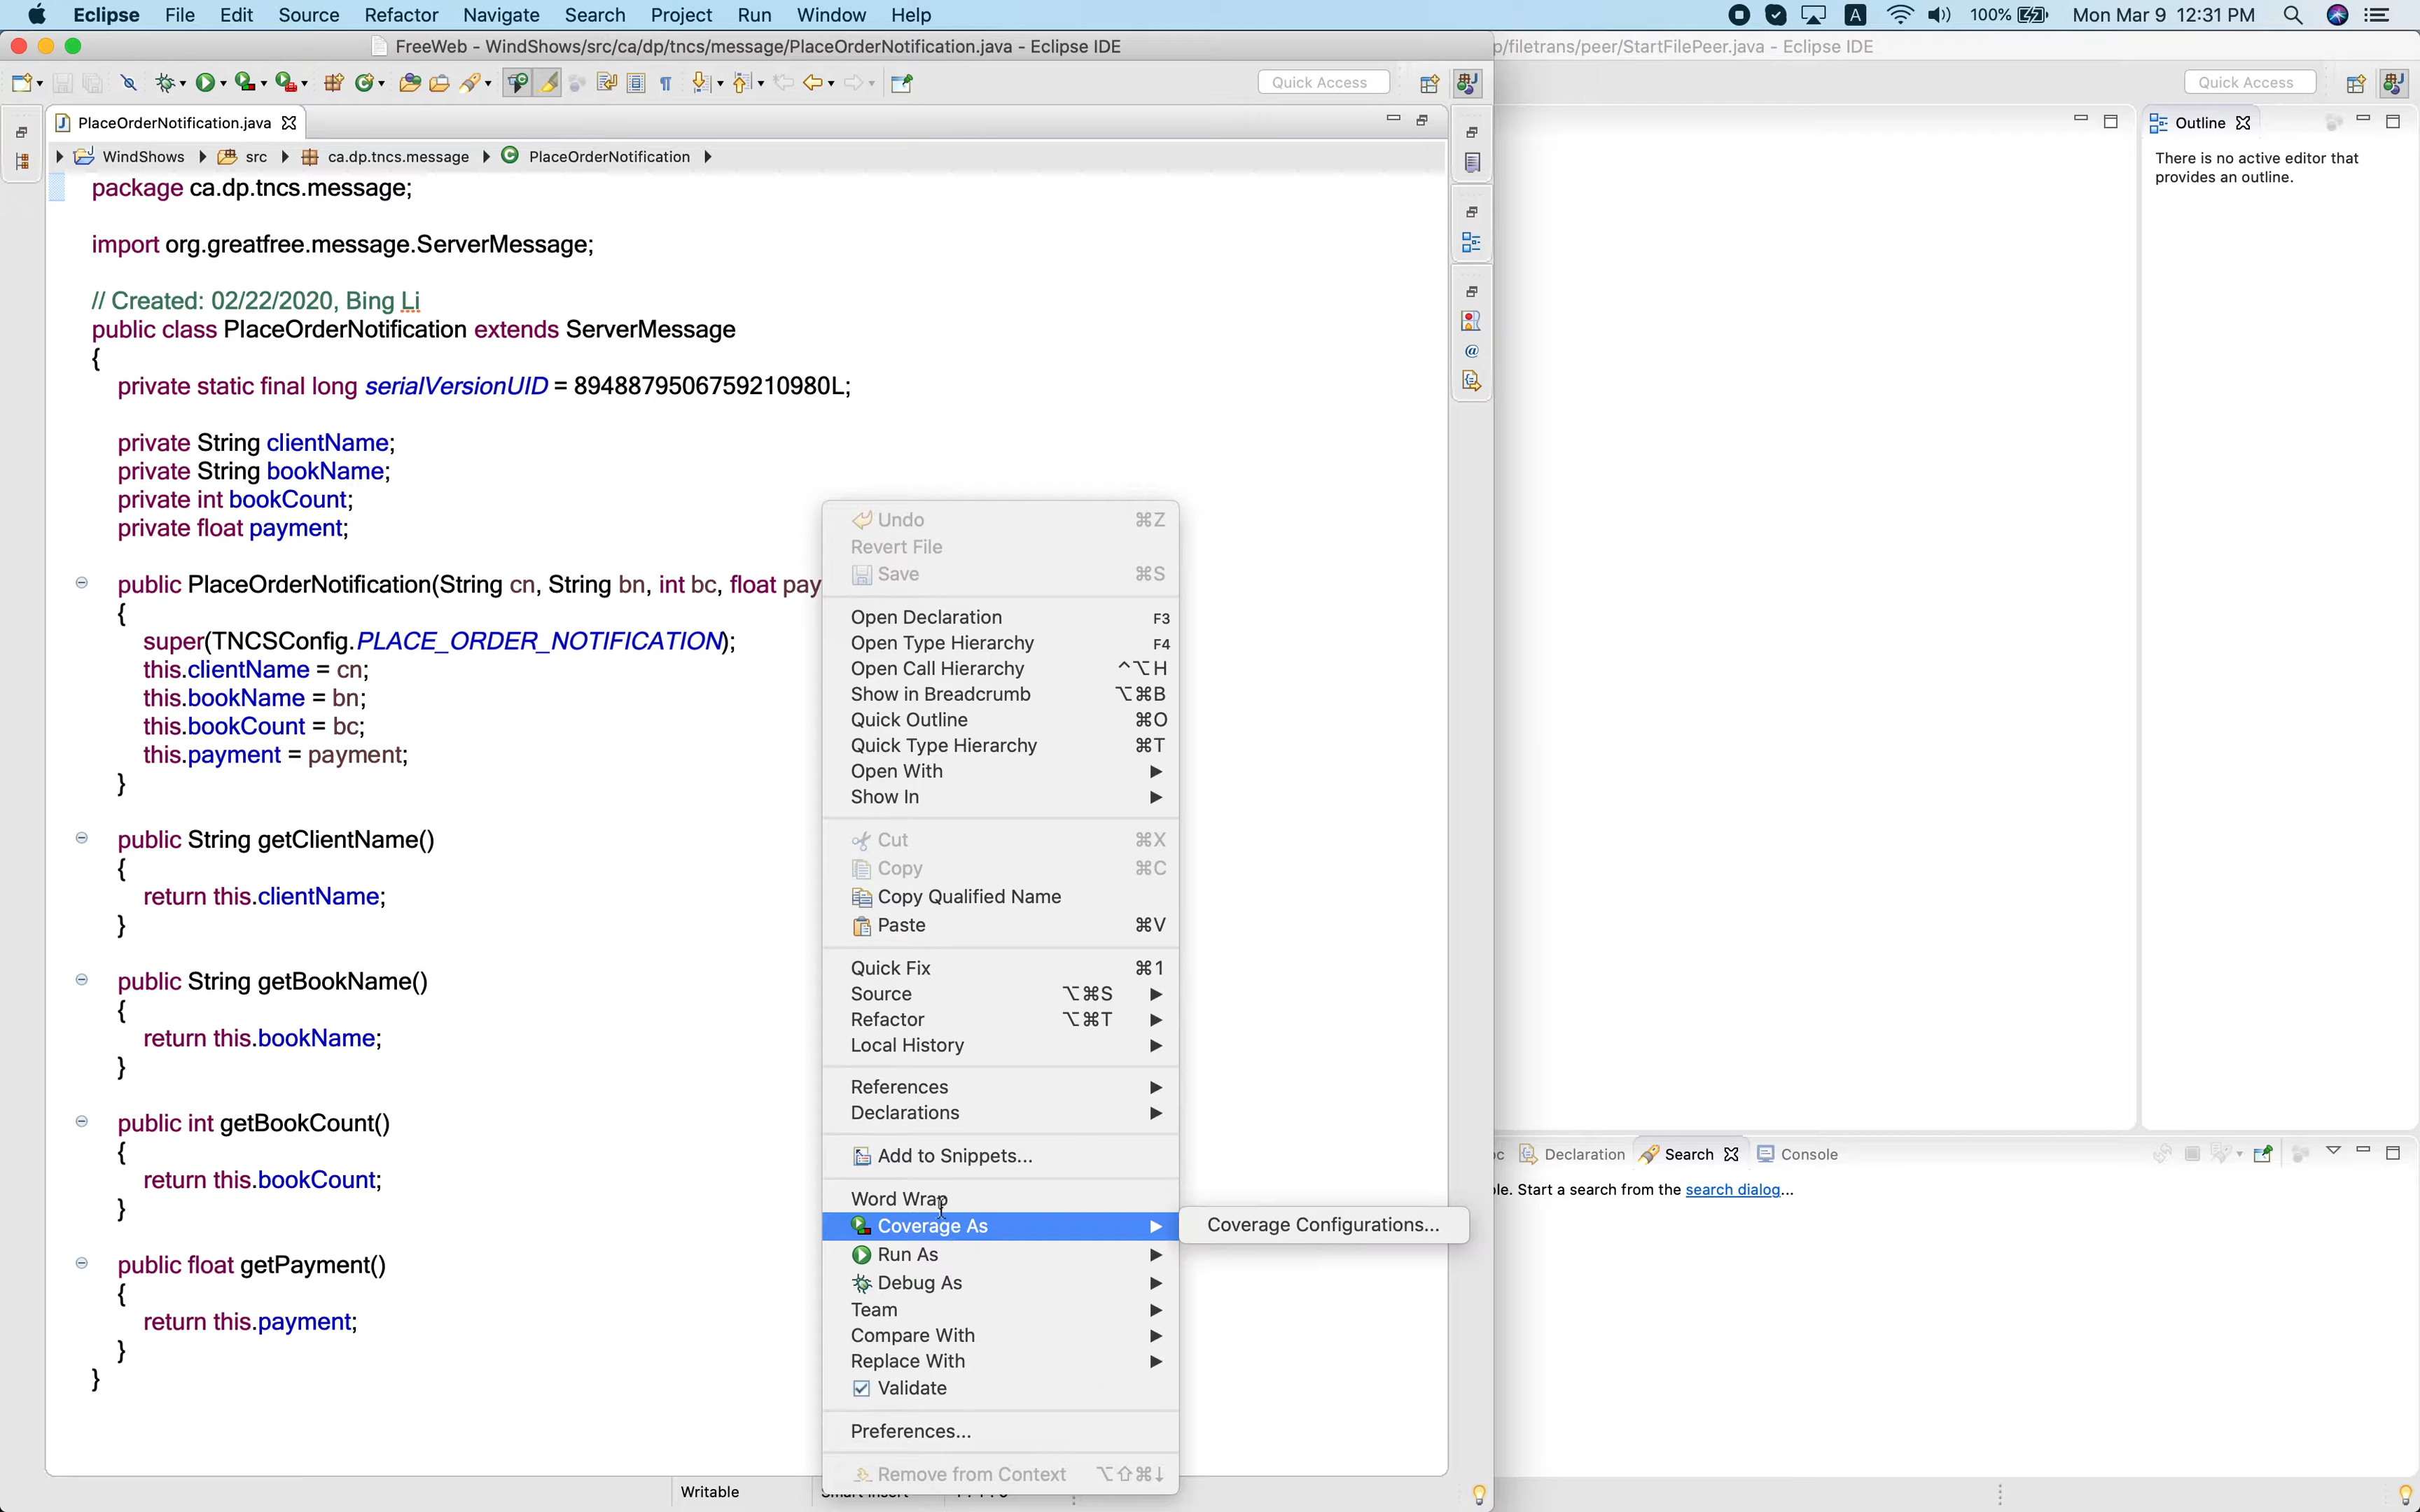 Eclipse File Edit Source Refactor Navigate Search Project Run Window Help A 100% Mon Mar 9 12:31 PM
FreeWeb - WindShows/src/ca/dp/tncs/message/PlaceOrderNotification.java - Eclipse IDE
p/filetrans/peer/StartFilePeer.java - Eclipse IDE
Quick Access
Quick Access
PlaceOrderNotification.java
WindShows src ca.dp.tncs.message PlaceOrderNotification
package ca.dp.tncs.message;
import org.greatfree.message.ServerMessage;
// Created: 02/22/2020, Bing Li
public class PlaceOrderNotification extends ServerMessage
{
private static final long serialVersionUID = 8948879506759210980L;
private String clientName;
private String bookName;
private int bookCount;
private float payment;
public PlaceOrderNotification(String cn, String bn, int bc, float pay
{
super(TNCSConfig.PLACE_ORDER_NOTIFICATION);
this.clientName = cn;
this.bookName = bn;
this.bookCount = bc;
this.payment = payment;
}
public String getClientName()
{
return this.clientName;
}
public String getBookName()
{
return this.bookName;
}
public int getBookCount()
{
return this.bookCount;
}
public float getPayment()
{
return this.payment;
}
}
Undo ⌘Z
Revert File
Save ⌘S
Open Declaration F3
Open Type Hierarchy F4
Open Call Hierarchy ^⌥H
Show in Breadcrumb ⌥⌘B
Quick Outline ⌘O
Quick Type Hierarchy ⌘T
Open With
Show In
Cut ⌘X
Copy ⌘C
Copy Qualified Name
Paste ⌘V
Quick Fix ⌘1
Source ⌥⌘S
Refactor ⌥⌘T
Local History
References
Declarations
Add to Snippets...
Word Wrap
Coverage As
Run As
Debug As
Team
Compare With
Replace With
Validate
Preferences...
Remove from Context ⌥⇧⌘↓
Coverage Configurations...
Writable
Outline
There is no active editor that
provides an outline.
oc Declaration Search Console
le. Start a search from the search dialog...